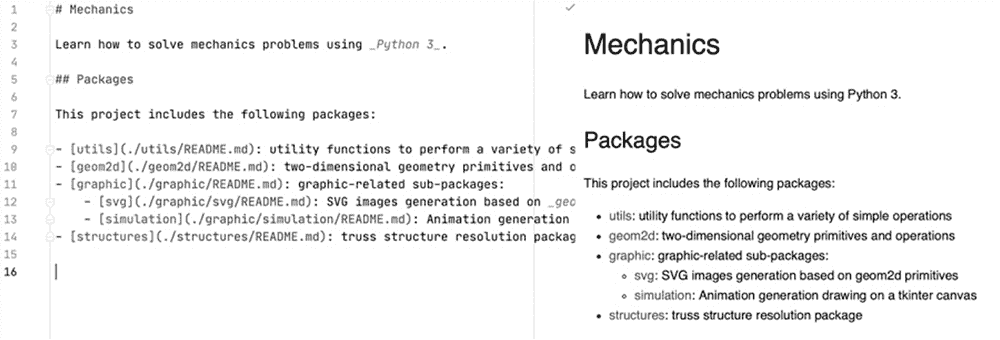 1 # Mechanics
2
3 Learn how to solve mechanics problems using _Python 3_.
4
5 ## Packages
6
7 This project includes the following packages:
8
9 - [utils](./utils/README.md): utility functions to perform a variety of s
10 - [geom2d](./geom2d/README.md): two-dimensional geometry primitives and o
11 - [graphic](./graphic/README.md): graphic-related sub-packages:
12 - [svg](./graphic/svg/README.md): SVG images generation based on _geo
13 - [simulation](./graphic/simulation/README.md): Animation generation
14 - [structures](./structures/README.md): truss structure resolution packag
15
16
Mechanics
Learn how to solve mechanics problems using Python 3.
Packages
This project includes the following packages:
• utils: utility functions to perform a variety of simple operations
• geom2d: two-dimensional geometry primitives and operations
• graphic: graphic-related sub-packages:
◦ svg: SVG images generation based on geom2d primitives
◦ simulation: Animation generation drawing on a tkinter canvas
• structures: truss structure resolution package